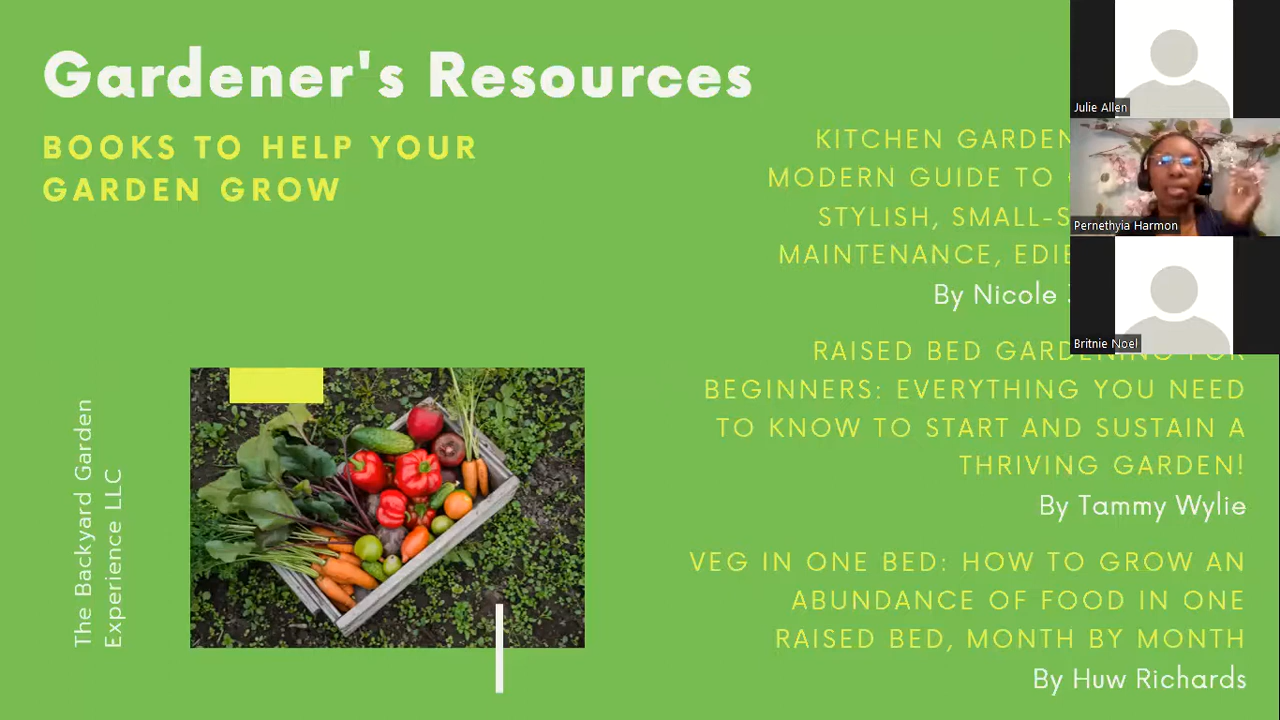 Gardener's Resources
BOOKS TO HELP YOUR
GARDEN GROW
The Backyard Garden
Experience LLC
KITCHEN GARDEN
MODERN GUIDE TO
STYLISH, SMALL-S
MAINTENANCE,
By Nicole
RAISED BED GARDENING FOR
BEGINNERS: EVERYTHING YOU NEED
TO KNOW TO START AND SUSTAIN A
THRIVING GARDEN!
By Tammy Wylie
VEG IN ONE BED: HOW TO GROW AN
ABUNDANCE OF FOOD IN ONE
RAISED BED, MONTH BY MONTH
By Huw Richards
Julie Allen
Pernethyia Harmon
Britnie Noel